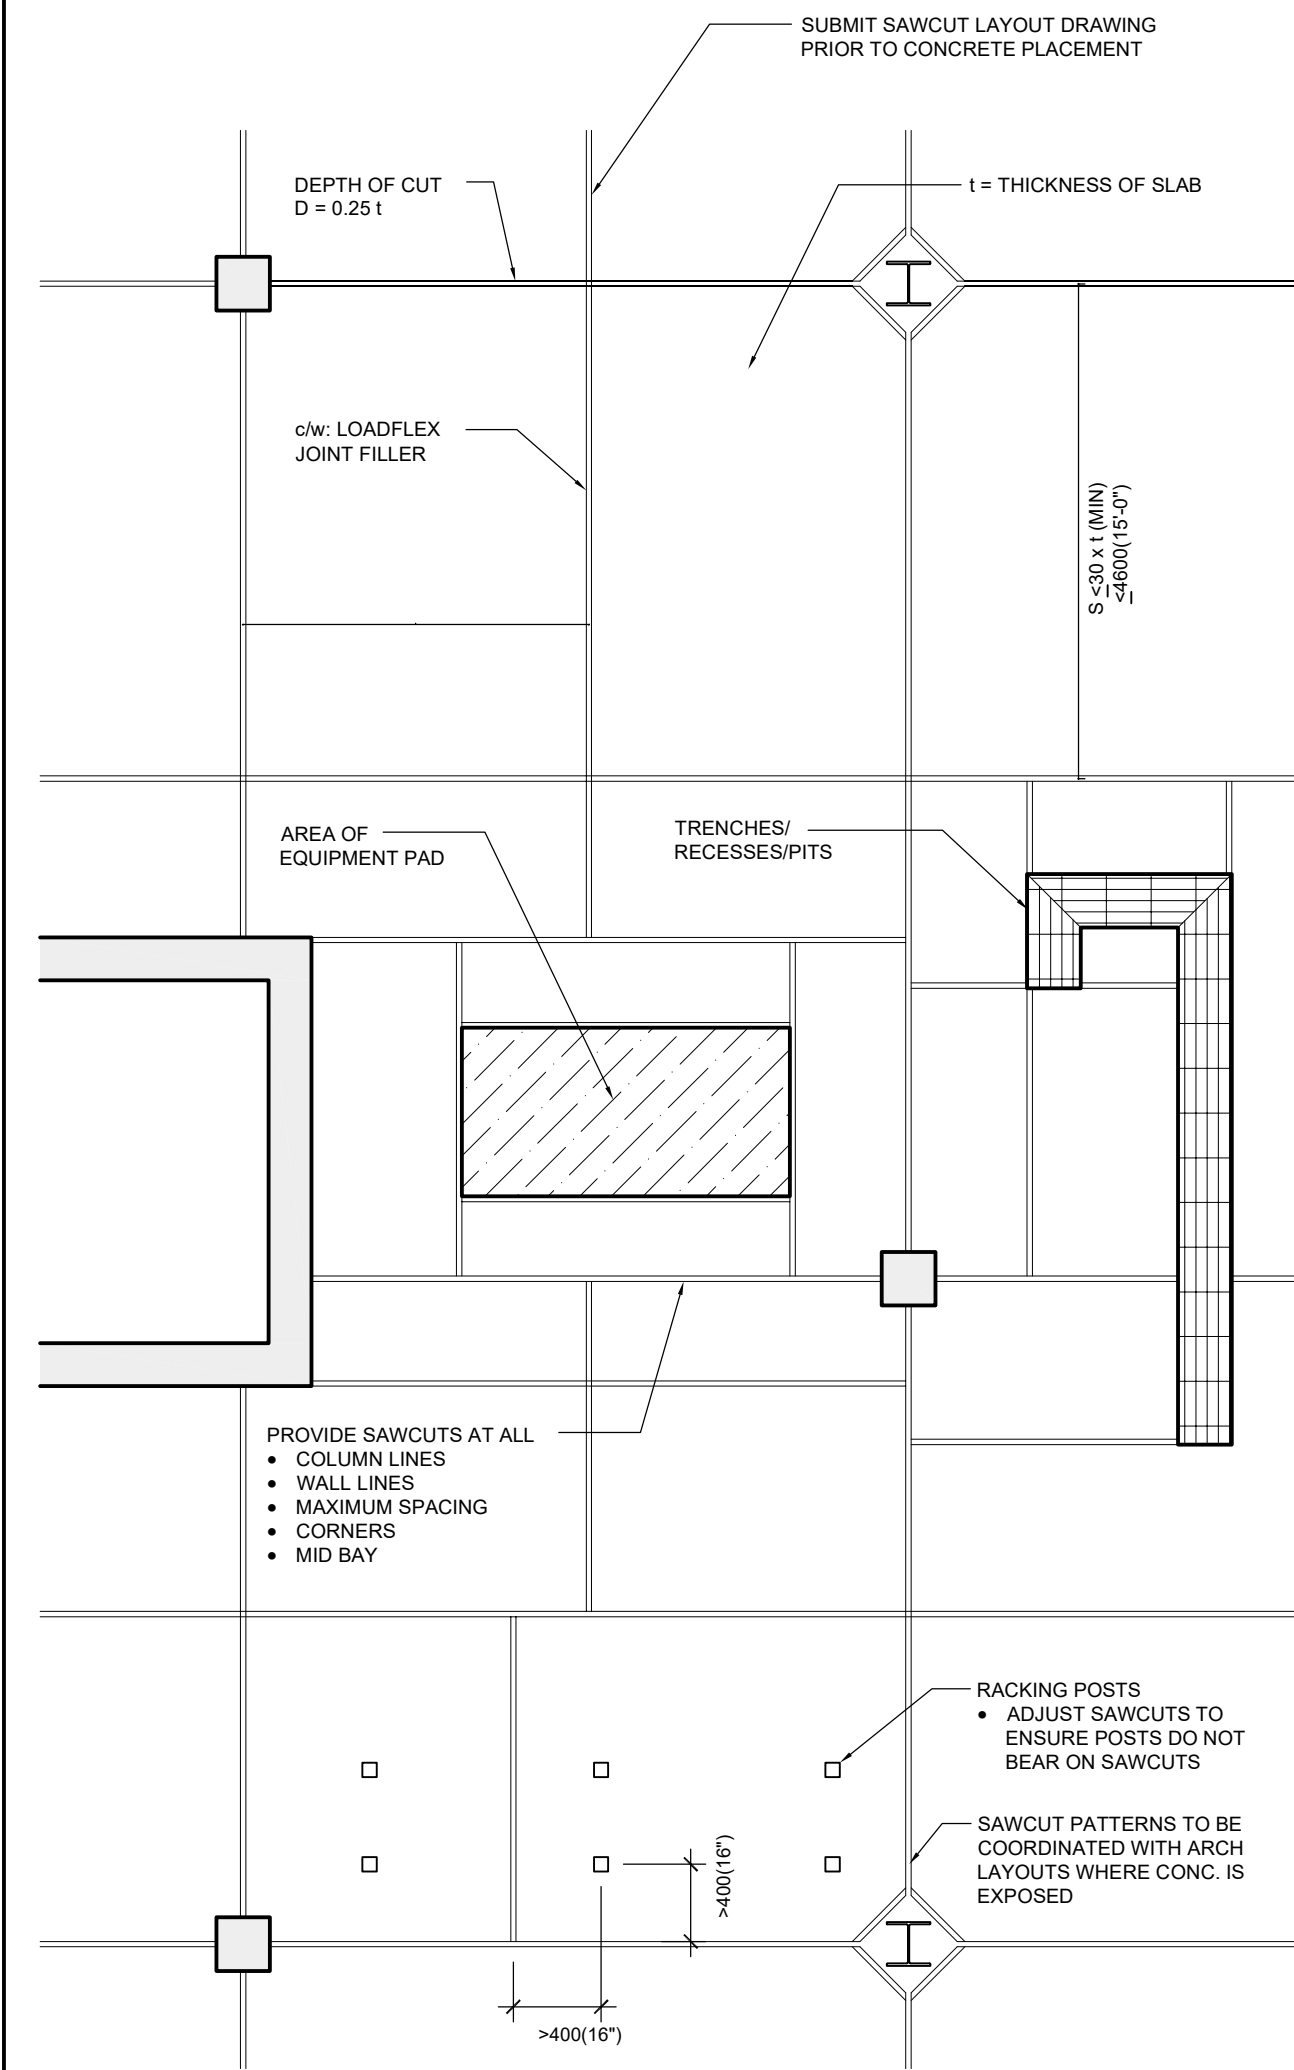 SUBMIT SAWCUT LAYOUT DRAWING
PRIOR TO CONCRETE PLACEMENT
DEPTH OF CUT
D = 0.25 t
t = THICKNESS OF SLAB
c/w: LOADFLEX
JOINT FILLER
S ≤30 x t (MIN)
≤4600(15'-0")
AREA OF
EQUIPMENT PAD
TRENCHES/
RECESSES/PITS
PROVIDE SAWCUTS AT ALL
• COLUMN LINES
• WALL LINES
• MAXIMUM SPACING
• CORNERS
• MID BAY
RACKING POSTS
• ADJUST SAWCUTS TO
ENSURE POSTS DO NOT
BEAR ON SAWCUTS
SAWCUT PATTERNS TO BE
COORDINATED WITH ARCH
LAYOUTS WHERE CONC. IS
EXPOSED
>400(16")
>400(16")